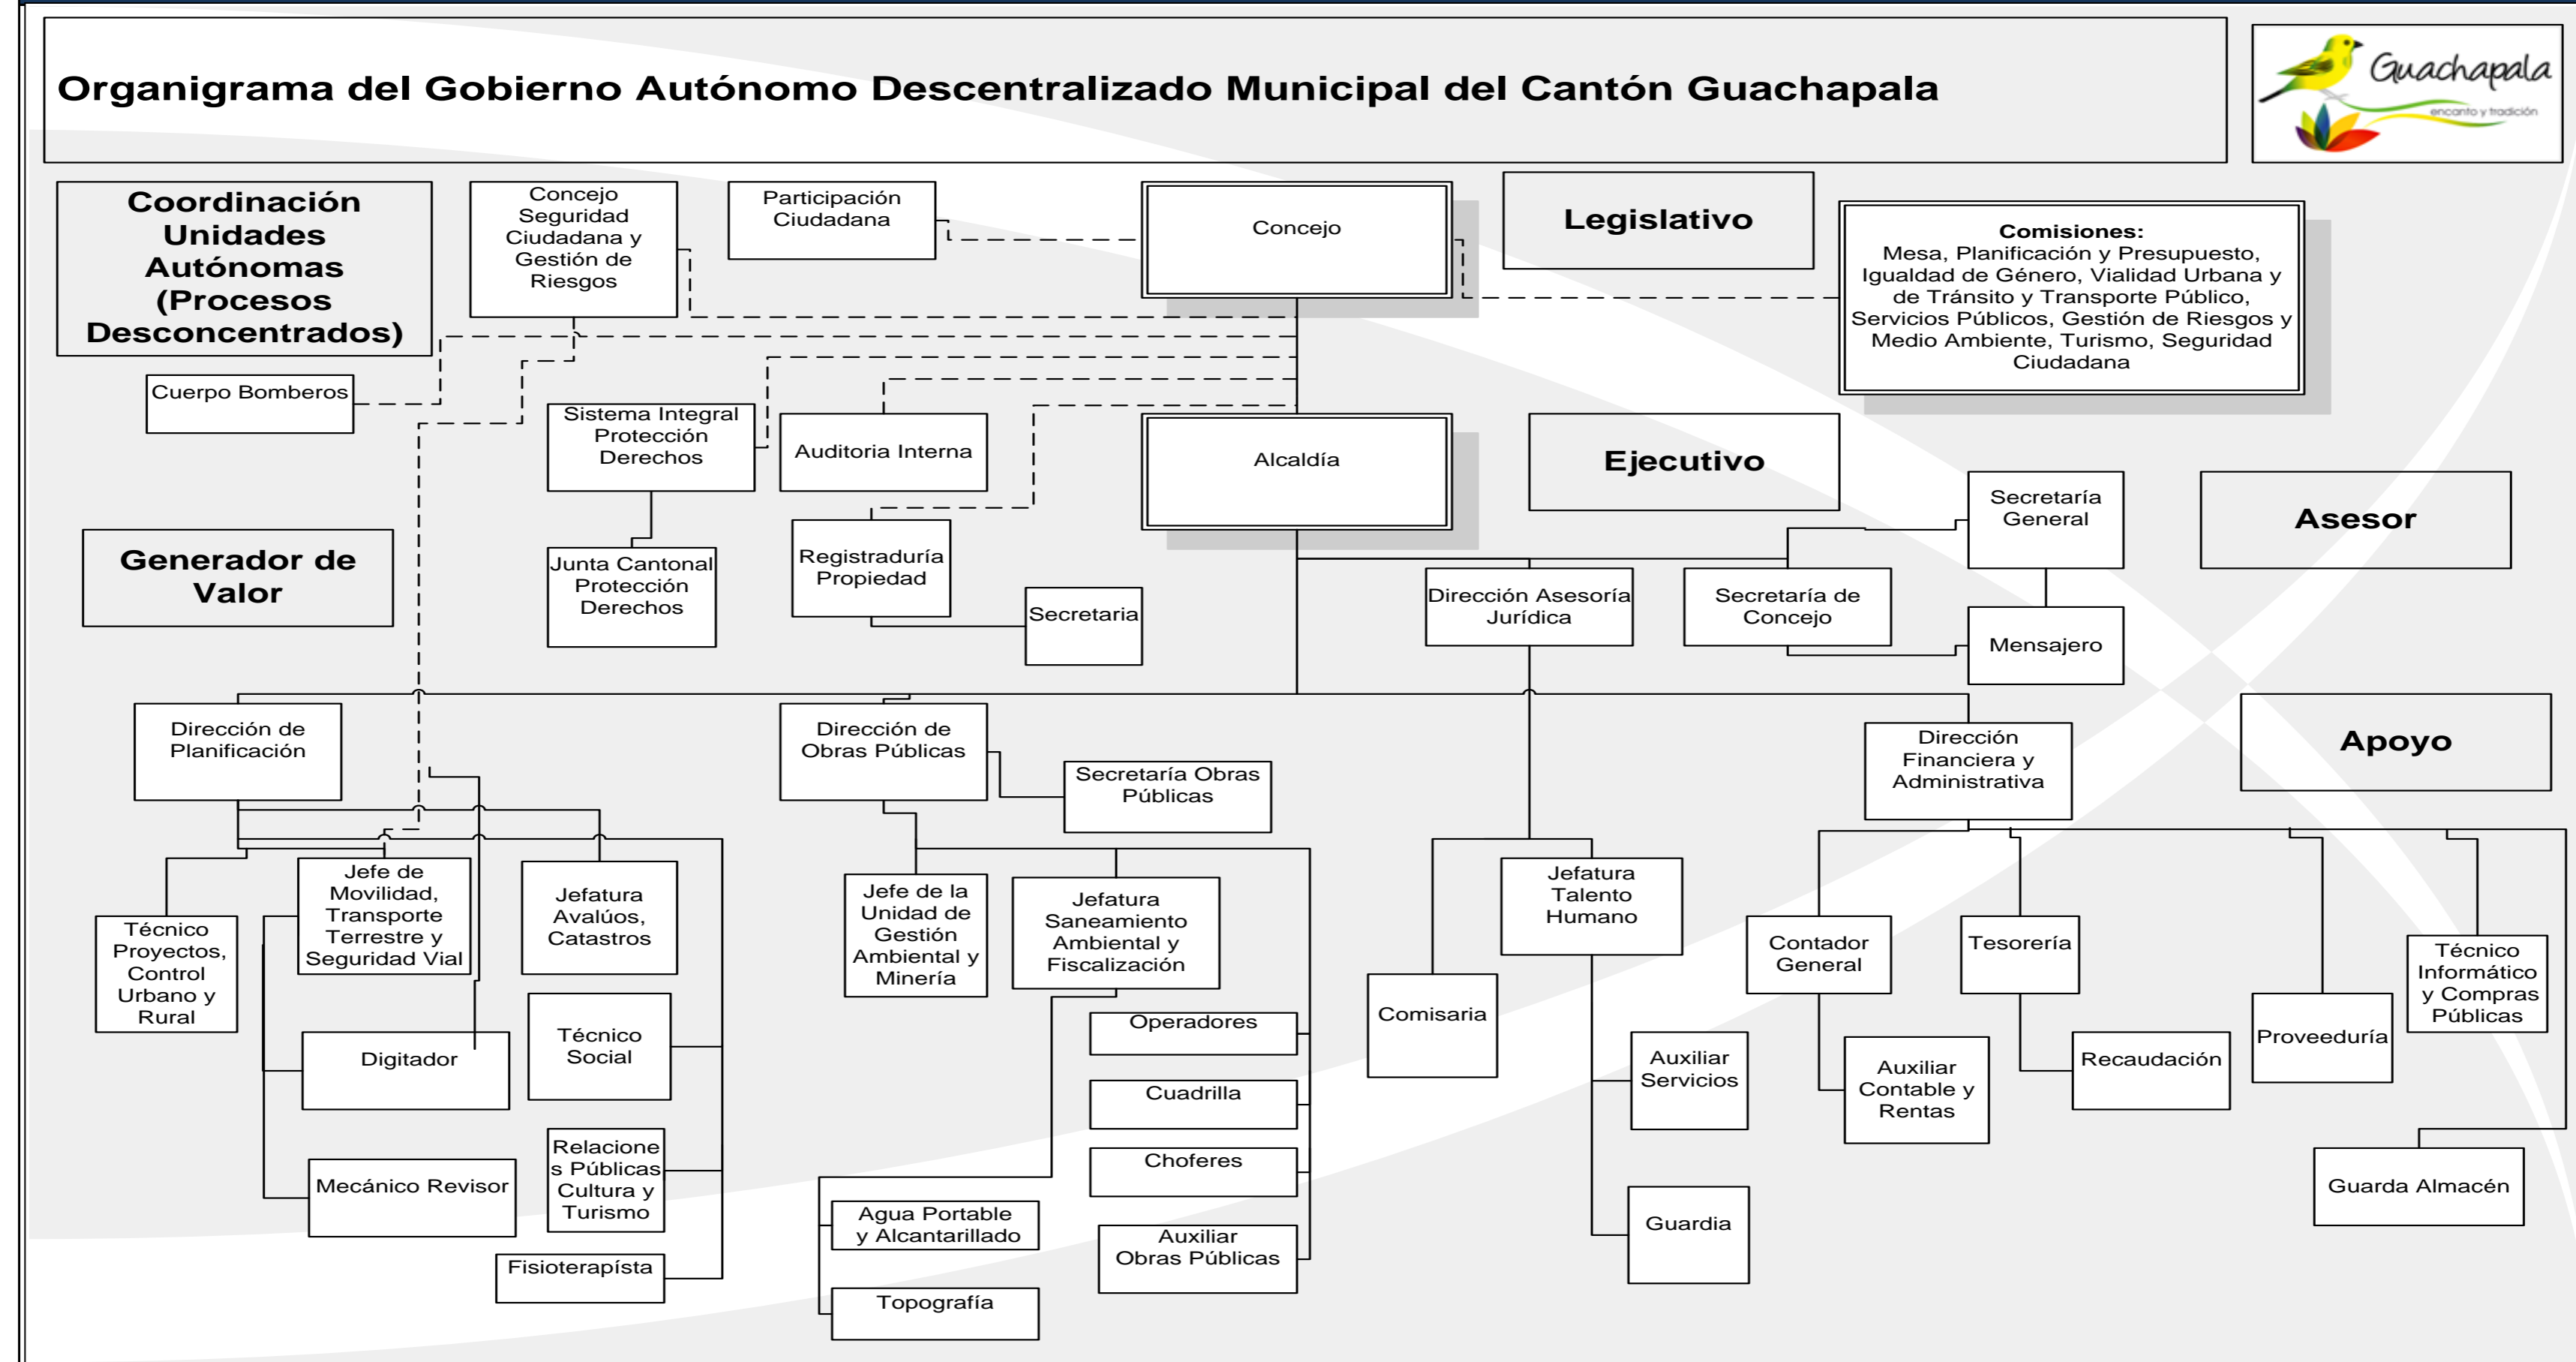 Organigrama del Gobierno Autónomo Descentralizado Municipal del Cantón Guachapala
Guachapala
encanto y tradición
Coordinación
Unidades
Autónomas
(Procesos
Desconcentrados)
Concejo
Seguridad
Ciudadana y
Gestión de
Riesgos
Participación
Ciudadana
Concejo
Legislativo
Comisiones:
Mesa, Planificación y Presupuesto,
Igualdad de Género, Vialidad Urbana y
de Tránsito y Transporte Público,
Servicios Públicos, Gestión de Riesgos y
Medio Ambiente, Turismo, Seguridad
Ciudadana
Cuerpo Bomberos
Sistema Integral
Protección
Derechos
Auditoria Interna
Alcaldía
Ejecutivo
Secretaría
General
Asesor
Generador de
Valor
Junta Cantonal
Protección
Derechos
Registraduría
Propiedad
Secretaria
Dirección Asesoría
Jurídica
Secretaría de
Concejo
Mensajero
Dirección de
Planificación
Dirección de
Obras Públicas
Secretaría Obras
Públicas
Dirección
Financiera y
Administrativa
Apoyo
Técnico
Proyectos,
Control
Urbano y
Rural
Jefe de
Movilidad,
Transporte
Terrestre y
Seguridad Vial
Jefatura
Avalúos,
Catastros
Jefe de la
Unidad de
Gestión
Ambiental y
Minería
Jefatura
Saneamiento
Ambiental y
Fiscalización
Jefatura
Talento
Humano
Contador
General
Tesorería
Técnico
Informático
y Compras
Públicas
Comisaria
Proveeduría
Digitador
Técnico
Social
Operadores
Auxiliar
Servicios
Auxiliar
Contable y
Rentas
Recaudación
Cuadrilla
Mecánico Revisor
Relacione
s Públicas
Cultura y
Turismo
Choferes
Guarda Almacén
Agua Portable
y Alcantarillado
Auxiliar
Obras Públicas
Guardia
Fisioterapísta
Topografía